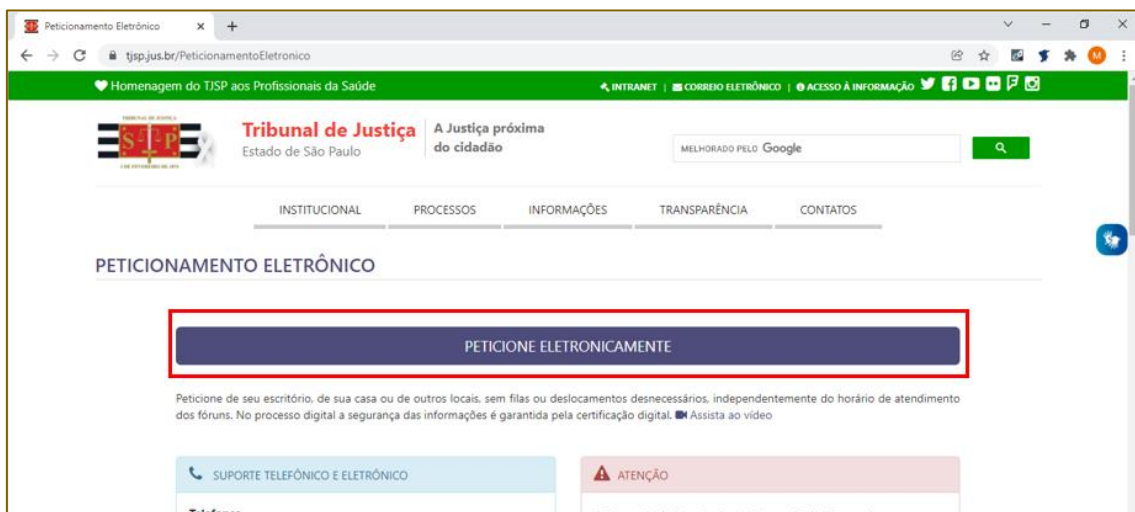 Peticionamento Eletrônico
tjsp.jus.br/PeticionamentoEletronico
M
Homenagem do TJSP aos Profissionais da Saúde
INTRANET | CORREIO ELETRÔNICO | ACESSO À INFORMAÇÃO
S P
Tribunal de Justiça
Estado de São Paulo
A Justiça próxima
do cidadão
MELHORADO PELO Google
INSTITUCIONAL PROCESSOS INFORMAÇÕES TRANSPARÊNCIA CONTATOS
PETICIONAMENTO ELETRÔNICO
PETICIONE ELETRONICAMENTE
Peticione de seu escritório, de sua casa ou de outros locais, sem filas ou deslocamentos desnecessários, independentemente do horário de atendimento
dos fóruns. No processo digital a segurança das informações é garantida pela certificação digital. Assista ao vídeo
SUPORTE TELEFÔNICO E ELETRÔNICO
ATENÇÃO